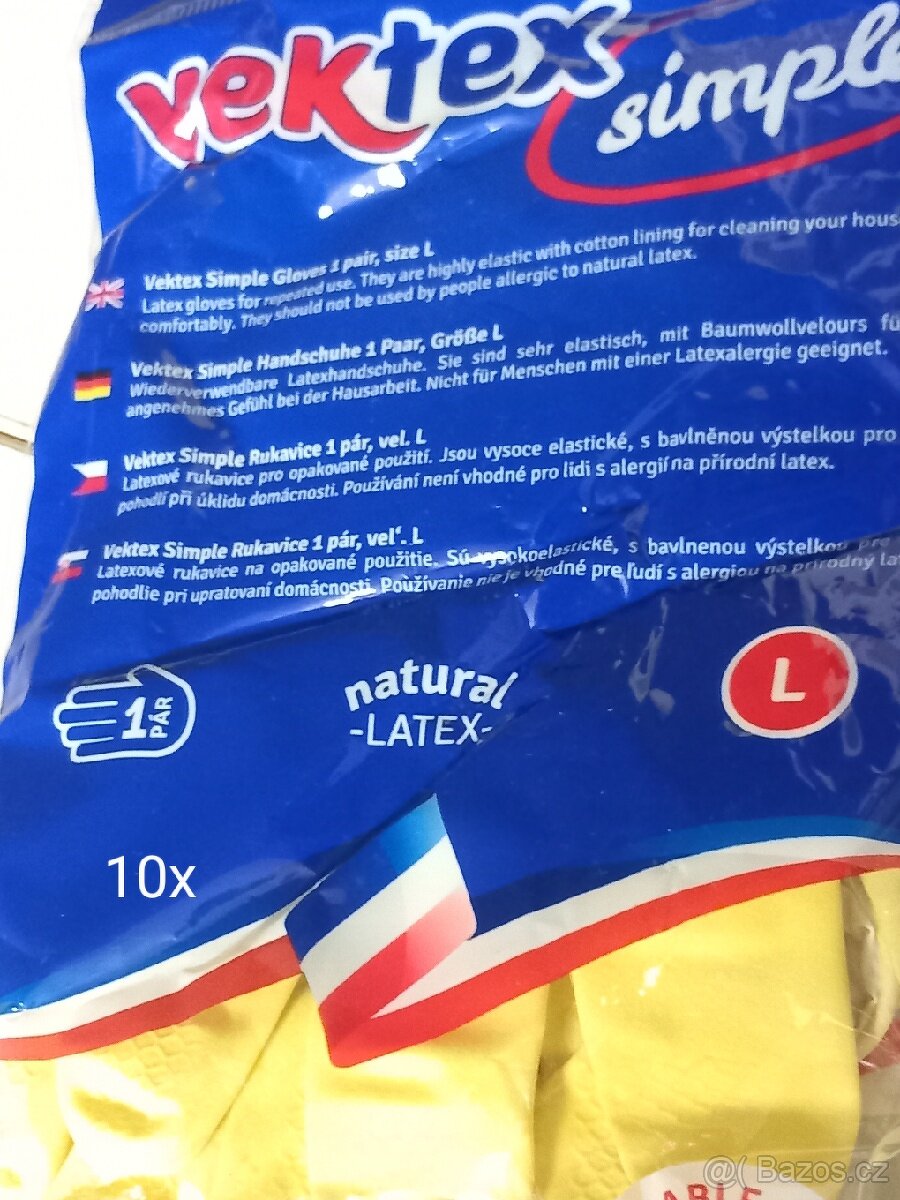 vektex
simple
Vektex Simple Gloves 1 pair, size L
Latex gloves for repeated use. They are highly elastic with cotton lining for cleaning your hous
comfortably. They should not be used by people allergic to natural latex.
Vektex Simple Handschuhe 1 Paar, Größe L
Wiederverwendbare Latexhandschuhe. Sie sind sehr elastisch, mit Baumwollvelours fü
angenehmes Gefühl bei der Hausarbeit. Nicht für Menschen mit einer Latexalergie geeignet.
Vektex Simple Rukavice 1 pár, vel. L
Latexové rukavice pro opakované použití. Jsou vysoce elastické, s bavlněnou výstelkou pro
pohodlí při úklidu domácnosti. Používání není vhodné pro lidi s alergií na přírodní latex.
Vektex Simple Rukavice 1 pár, veľ. L
Latexové rukavice na opakované použitie. Sú vysokoelastické, s bavlnenou výstelkou pre
pohodlie pri upratovaní domácnosti. Používanie nie je vhodné pre ľudí s alergiou na prírodný la
1 PÁR
natural
-LATEX-
L
10x
ABLE
@( Bazos.cz